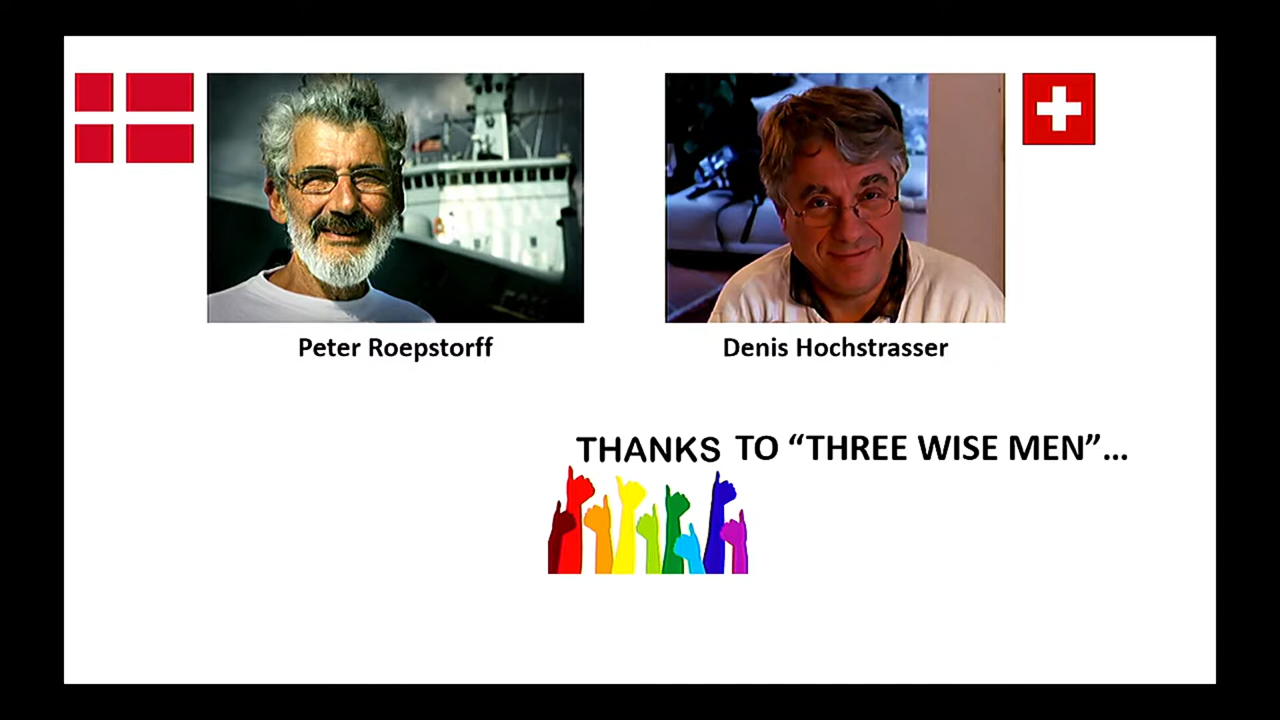 Peter Roepstorff
Denis Hochstrasser
THANKS TO “THREE WISE MEN”...